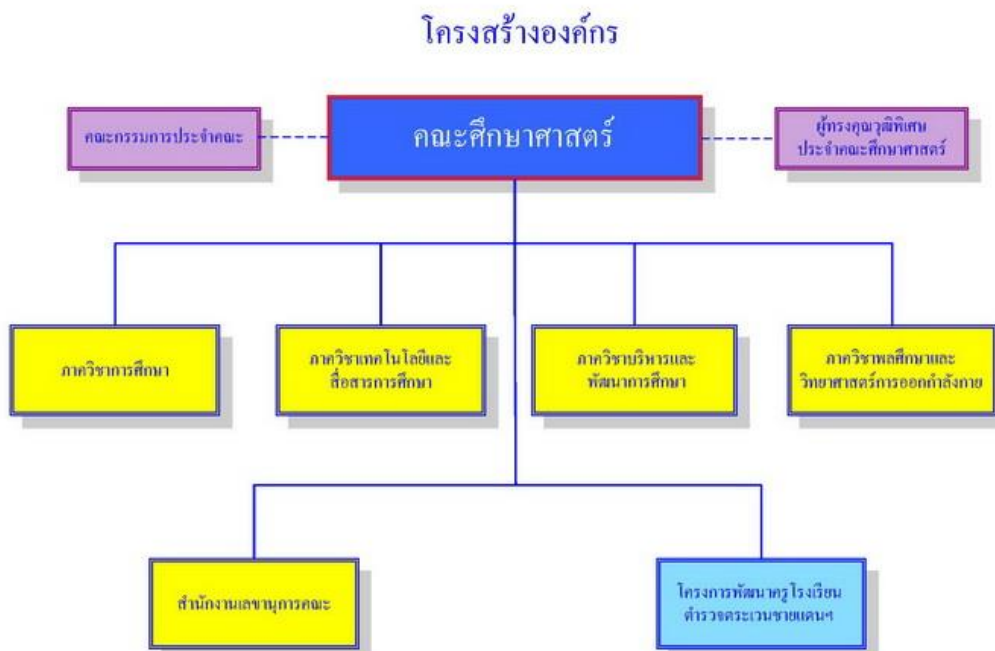 โครงสร้างองค์กร
คณะกรรมการประจำคณะ
คณะศึกษาศาสตร์
ผู้ทรงคุณวุฒิพิเศษ
ประจำคณะศึกษาศาสตร์
ภาควิชาการศึกษา
ภาควิชาเทคโนโลยีและ
สื่อสารการศึกษา
ภาควิชาบริหารและ
พัฒนาการศึกษา
ภาควิชาพลศึกษาและ
วิทยาศาสตร์การออกกำลังกาย
สำนักงานเลขานุการคณะ
โครงการพัฒนาครูโรงเรียน
ตำรวจตระเวนชายแดนฯ